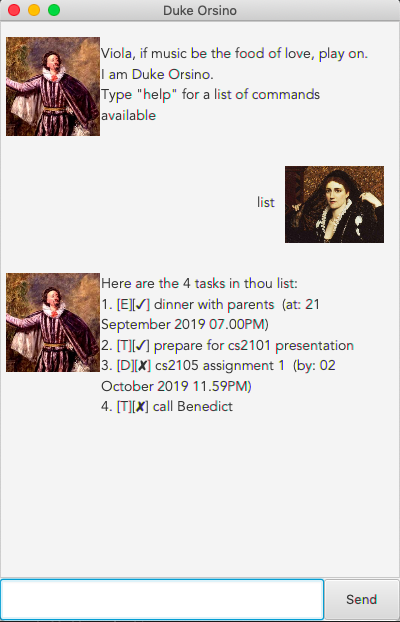 Duke Orsino
Viola, if music be the food of love, play on.
I am Duke Orsino.
Type "help" for a list of commands
available
list
Here are the 4 tasks in thou list:
1. [E][✓] dinner with parents  (at: 21
September 2019 07.00PM)
2. [T][✓] prepare for cs2101 presentation
3. [D][✘] cs2105 assignment 1  (by: 02
October 2019 11.59PM)
4. [T][✘] call Benedict
Send